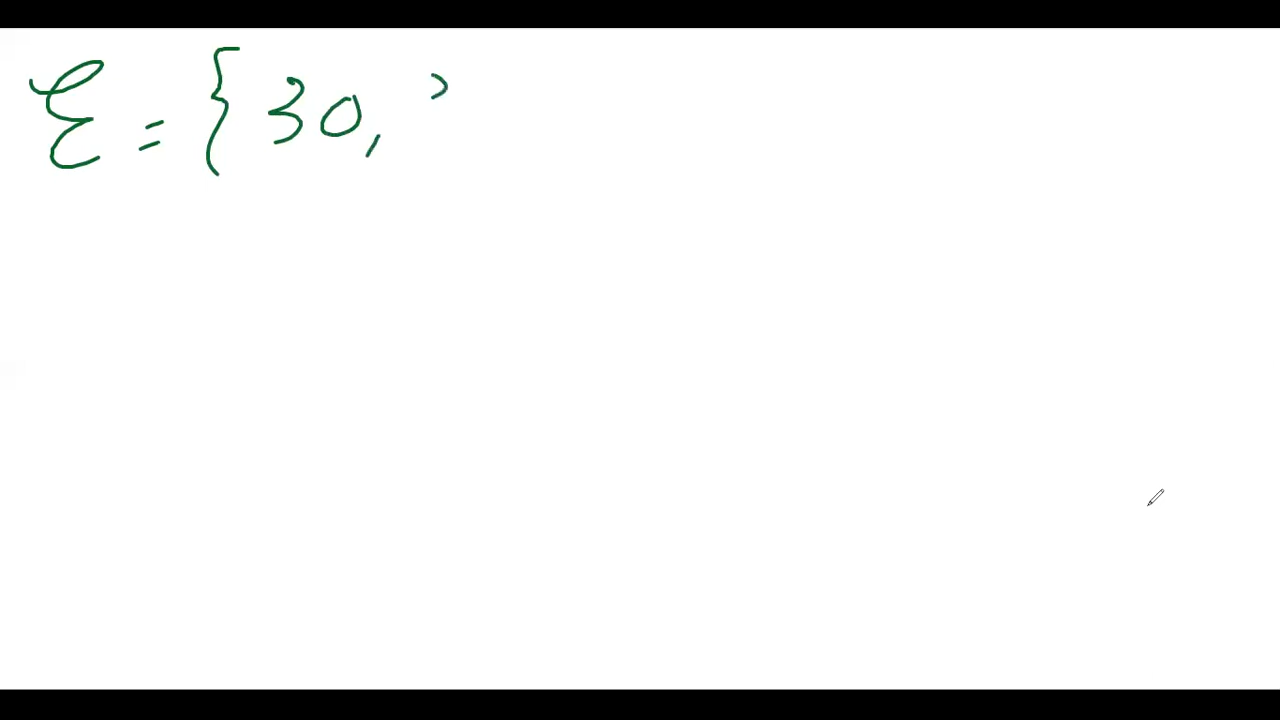 ℰ = { 30,